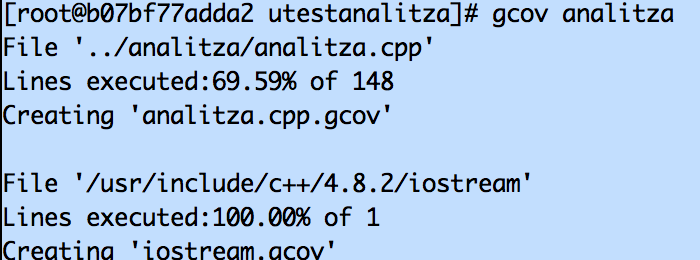 [root@b07bf77adda2 utestanalitza]# gcov analitza
File '../analitza/analitza.cpp'
Lines executed:69.59% of 148
Creating 'analitza.cpp.gcov'
File '/usr/include/c++/4.8.2/iostream'
Lines executed:100.00% of 1
Creating 'iostream.gcov'